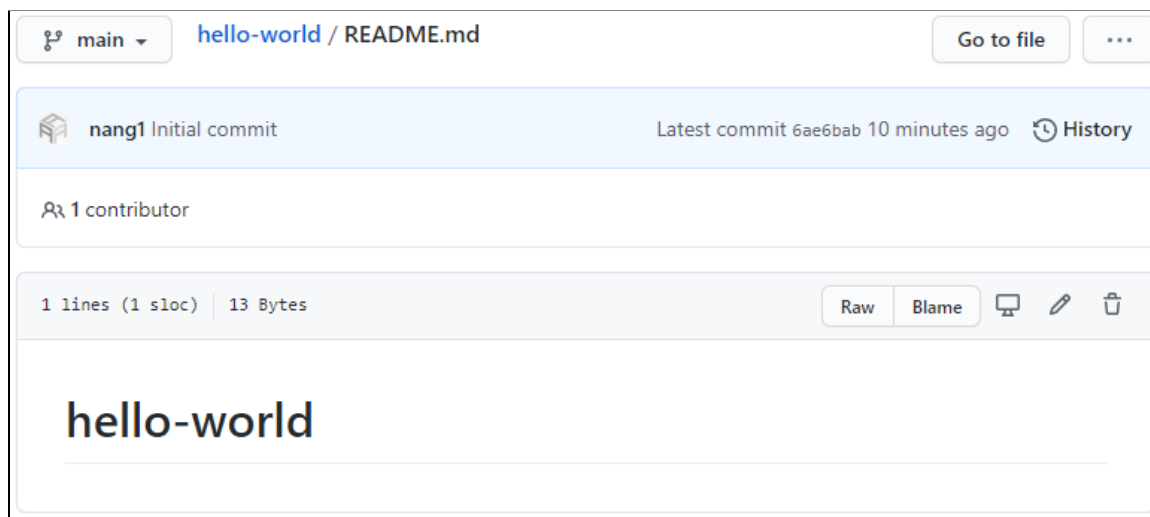 main hello-world / README.md Go to file ...
nang1 Initial commit Latest commit 6ae6bab 10 minutes ago History
1 contributor
1 lines (1 sloc) 13 Bytes Raw Blame
hello-world